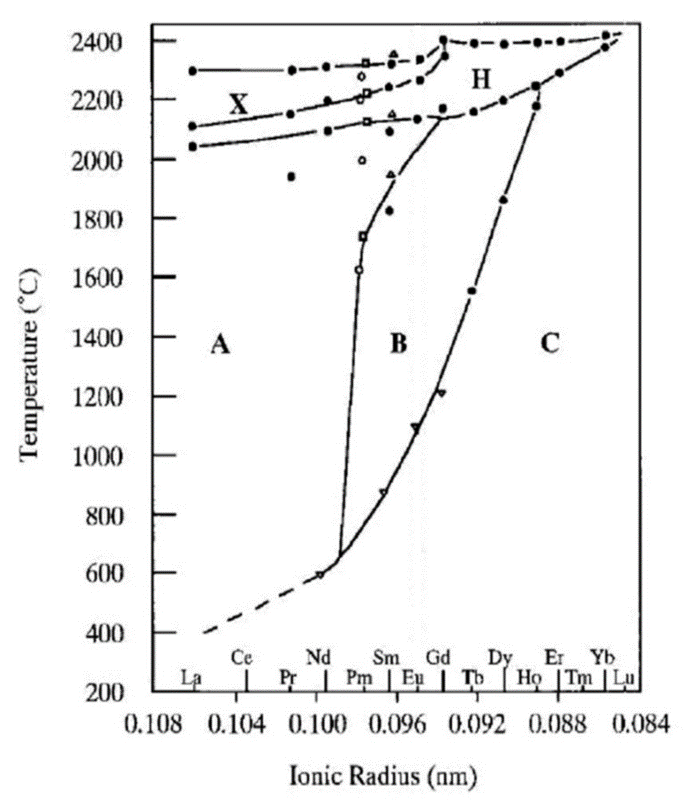 2400
2200
2000
1800
1600
1400
1200
1000
800
600
400
200
Temperature (°C)
X
H
A
B
C
Ce Nd Sm Gd Dy Er Yb
La Pr Pm Eu Tb Ho Tm Lu
0.108 0.104 0.100 0.096 0.092 0.088 0.084
Ionic Radius (nm)